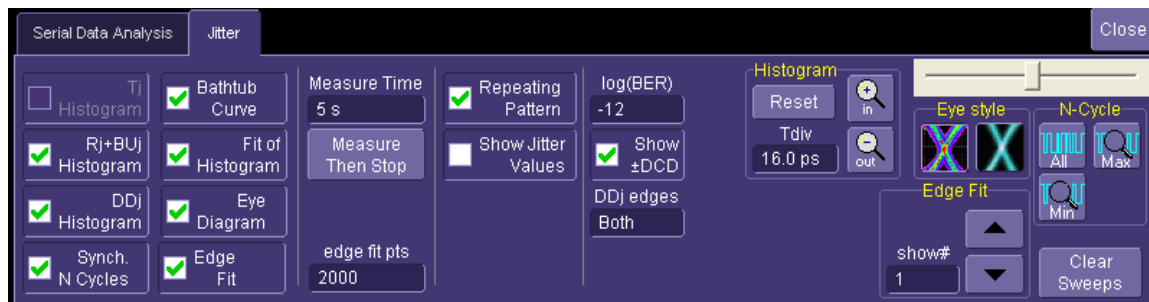 Serial Data Analysis
Jitter
Close
Tj
Histogram
Bathtub
Curve
Rj+BUj
Histogram
Fit of
Histogram
DDj
Histogram
Eye
Diagram
Synch.
N Cycles
Edge
Fit
Measure Time
5 s
Measure
Then Stop
edge fit pts
2000
Repeating
Pattern
Show Jitter
Values
log(BER)
-12
Show
±DCD
DDj edges
Both
Histogram
Reset
in
Tdiv
16.0 ps
out
Eye style
N-Cycle
All
Max
Min
Edge Fit
show#
1
Clear
Sweeps